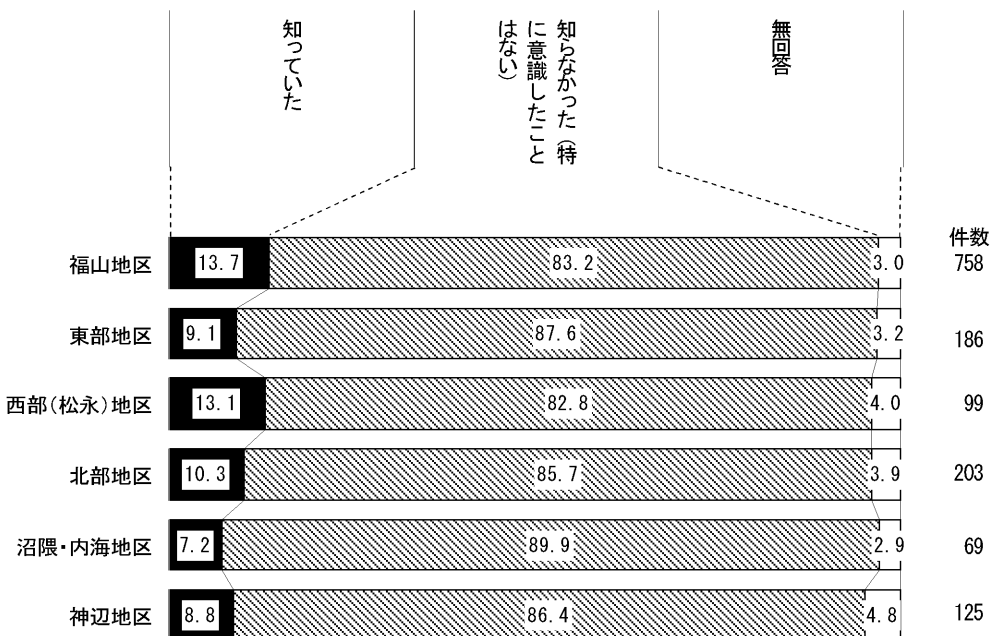 知っていた
知らなかった（特
に意識したこと
はない）
無回答
件数
福山地区 13.7 83.2 3.0 758
東部地区 9.1 87.6 3.2 186
西部（松永）地区 13.1 82.8 4.0 99
北部地区 10.3 85.7 3.9 203
沼隈・内海地区 7.2 89.9 2.9 69
神辺地区 8.8 86.4 4.8 125